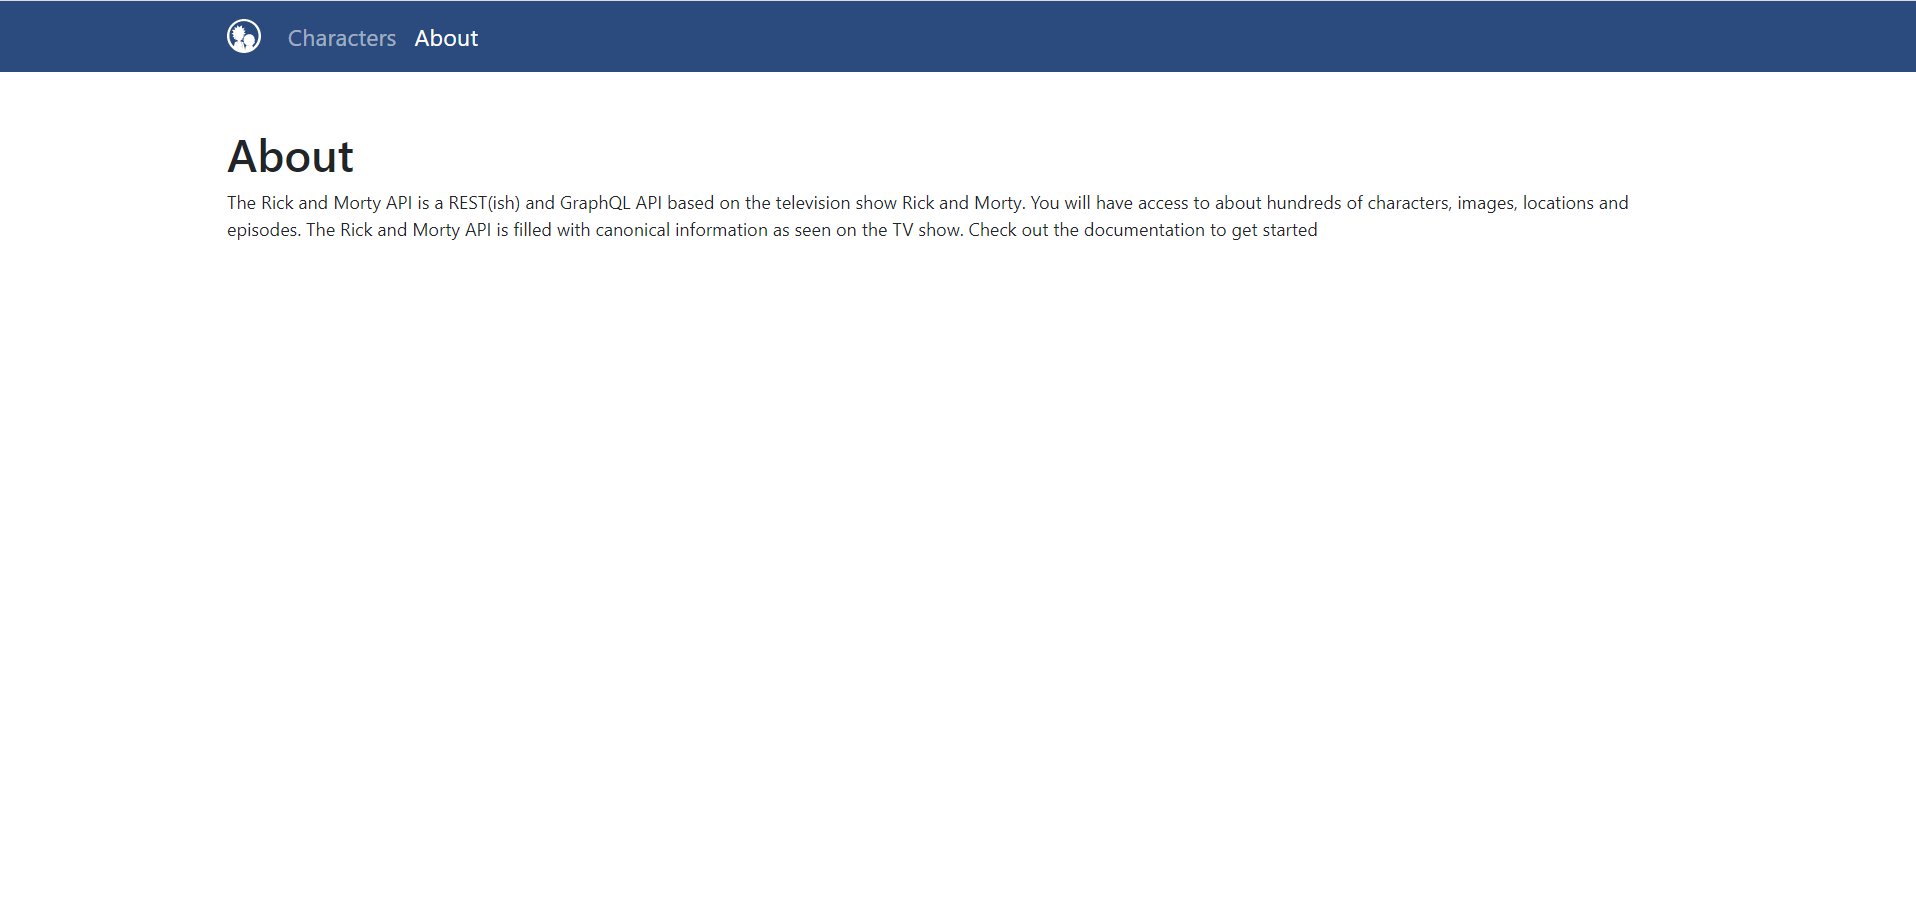 Characters About
About
The Rick and Morty API is a REST(ish) and GraphQL API based on the television show Rick and Morty. You will have access to about hundreds of characters, images, locations and
episodes. The Rick and Morty API is filled with canonical information as seen on the TV show. Check out the documentation to get started